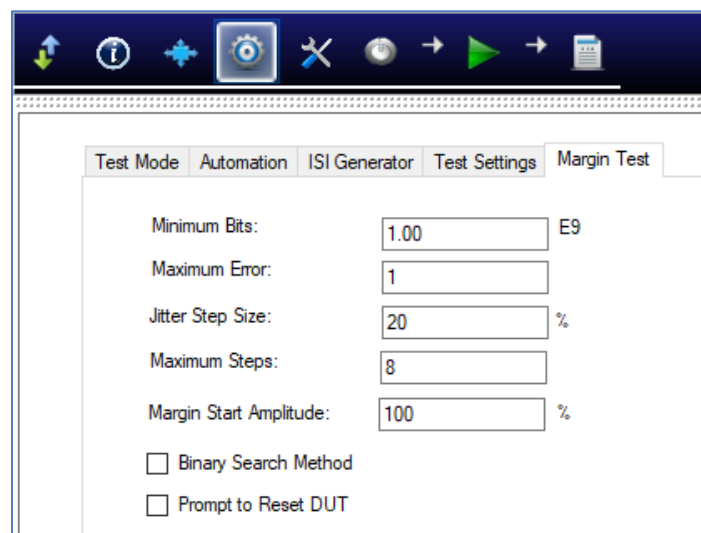 Test Mode Automation ISI Generator Test Settings Margin Test
Minimum Bits: 1.00 E9
Maximum Error: 1
Jitter Step Size: 20 %
Maximum Steps: 8
Margin Start Amplitude: 100 %
Binary Search Method
Prompt to Reset DUT